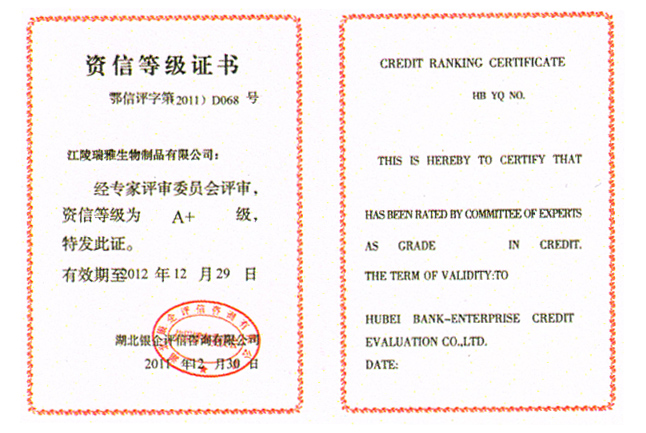 资信等级证书
鄂信评字第2011）D068 号
江陵瑞雅生物制品有限公司：
经专家评审委员会评审，
资信等级为 A+ 级，
特发此证。
有效期至2012 年 12 月 29 日
湖北银企评信咨询有限公司
2011 年12 月 30日
CREDIT RANKING CERTIFICATE
HB YQ NO.
THIS IS HEREBY TO CERTIFY THAT
HAS BEEN RATED BY COMMITTEE OF EXPERTS
AS GRADE IN CREDIT.
THE TERM OF VALIDITY:TO
HUBEI BANK-ENTERPRISE CREDIT
EVALUATION CO.,LTD.
DATE: